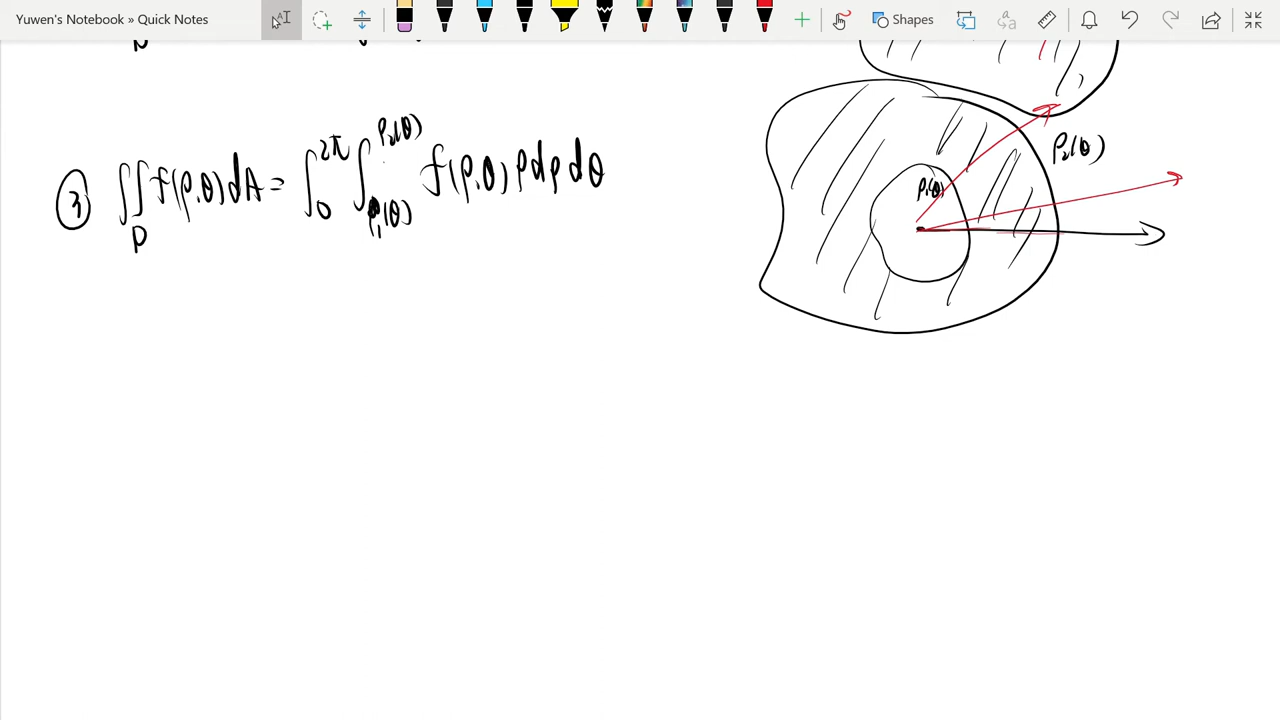 Yuwen's Notebook » Quick Notes
Shapes
D
③ ∬_D f(ρ,θ)dA = ∫_0^{2π} ∫_{ρ₁(θ)}^{ρ₂(θ)} f(ρ,θ) ρdρdθ
ρ₂(θ)
ρ₁(θ)